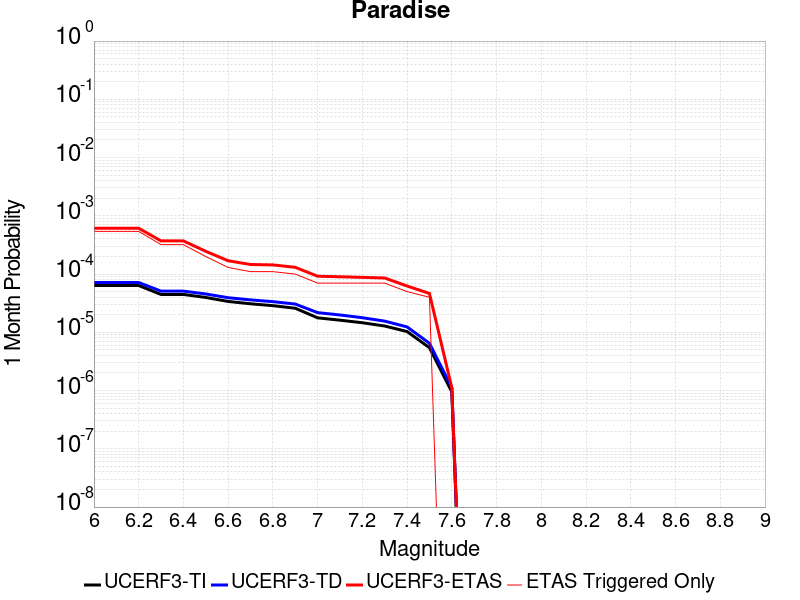 Paradise
1 Month Probability
10^0
10^-1
10^-2
10^-3
10^-4
10^-5
10^-6
10^-7
10^-8
6 6.2 6.4 6.6 6.8 7 7.2 7.4 7.6 7.8 8 8.2 8.4 8.6 8.8 9
Magnitude
UCERF3-TI UCERF3-TD UCERF3-ETAS ETAS Triggered Only